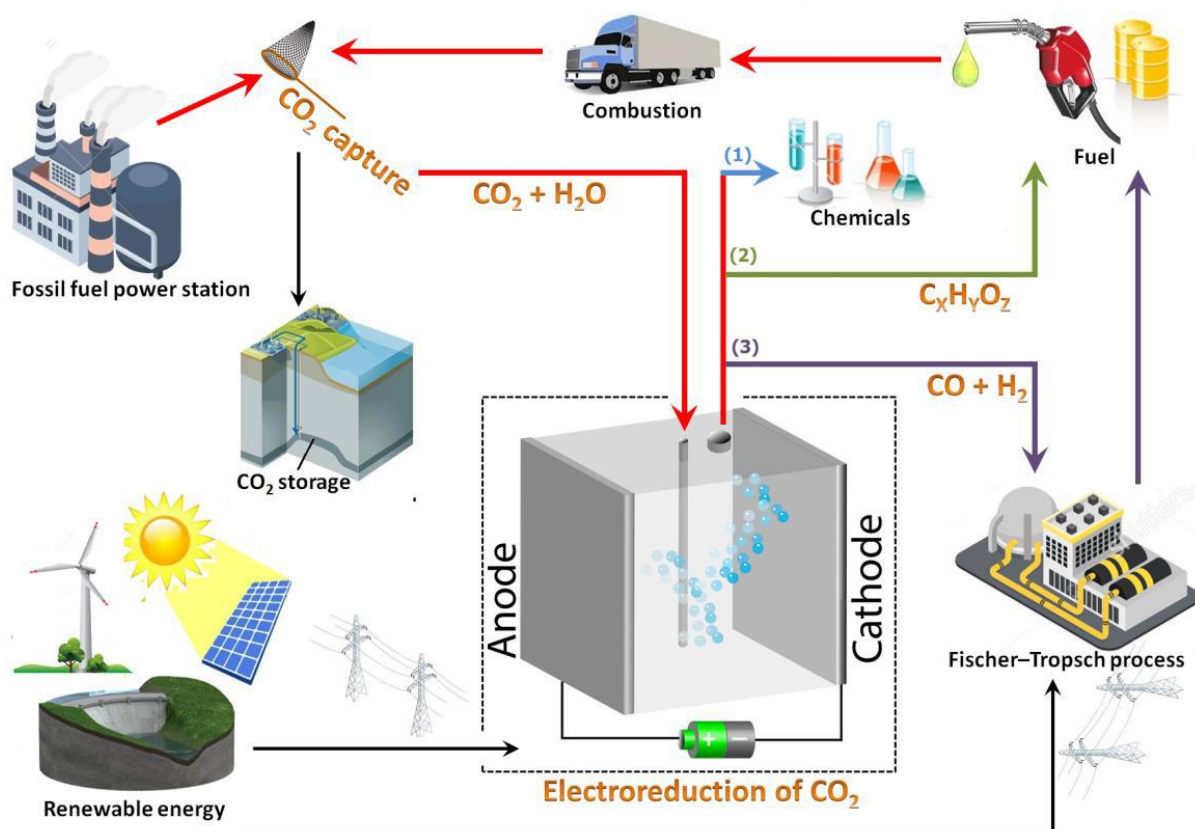 CO₂ capture
Combustion
Fuel
Fossil fuel power station
CO₂ + H₂O
(1)
Chemicals
(2)
CₓHᵧO_Z
(3)
CO + H₂
CO₂ storage
Anode
Cathode
+
−
Fischer–Tropsch process
Renewable energy
Electroreduction of CO₂